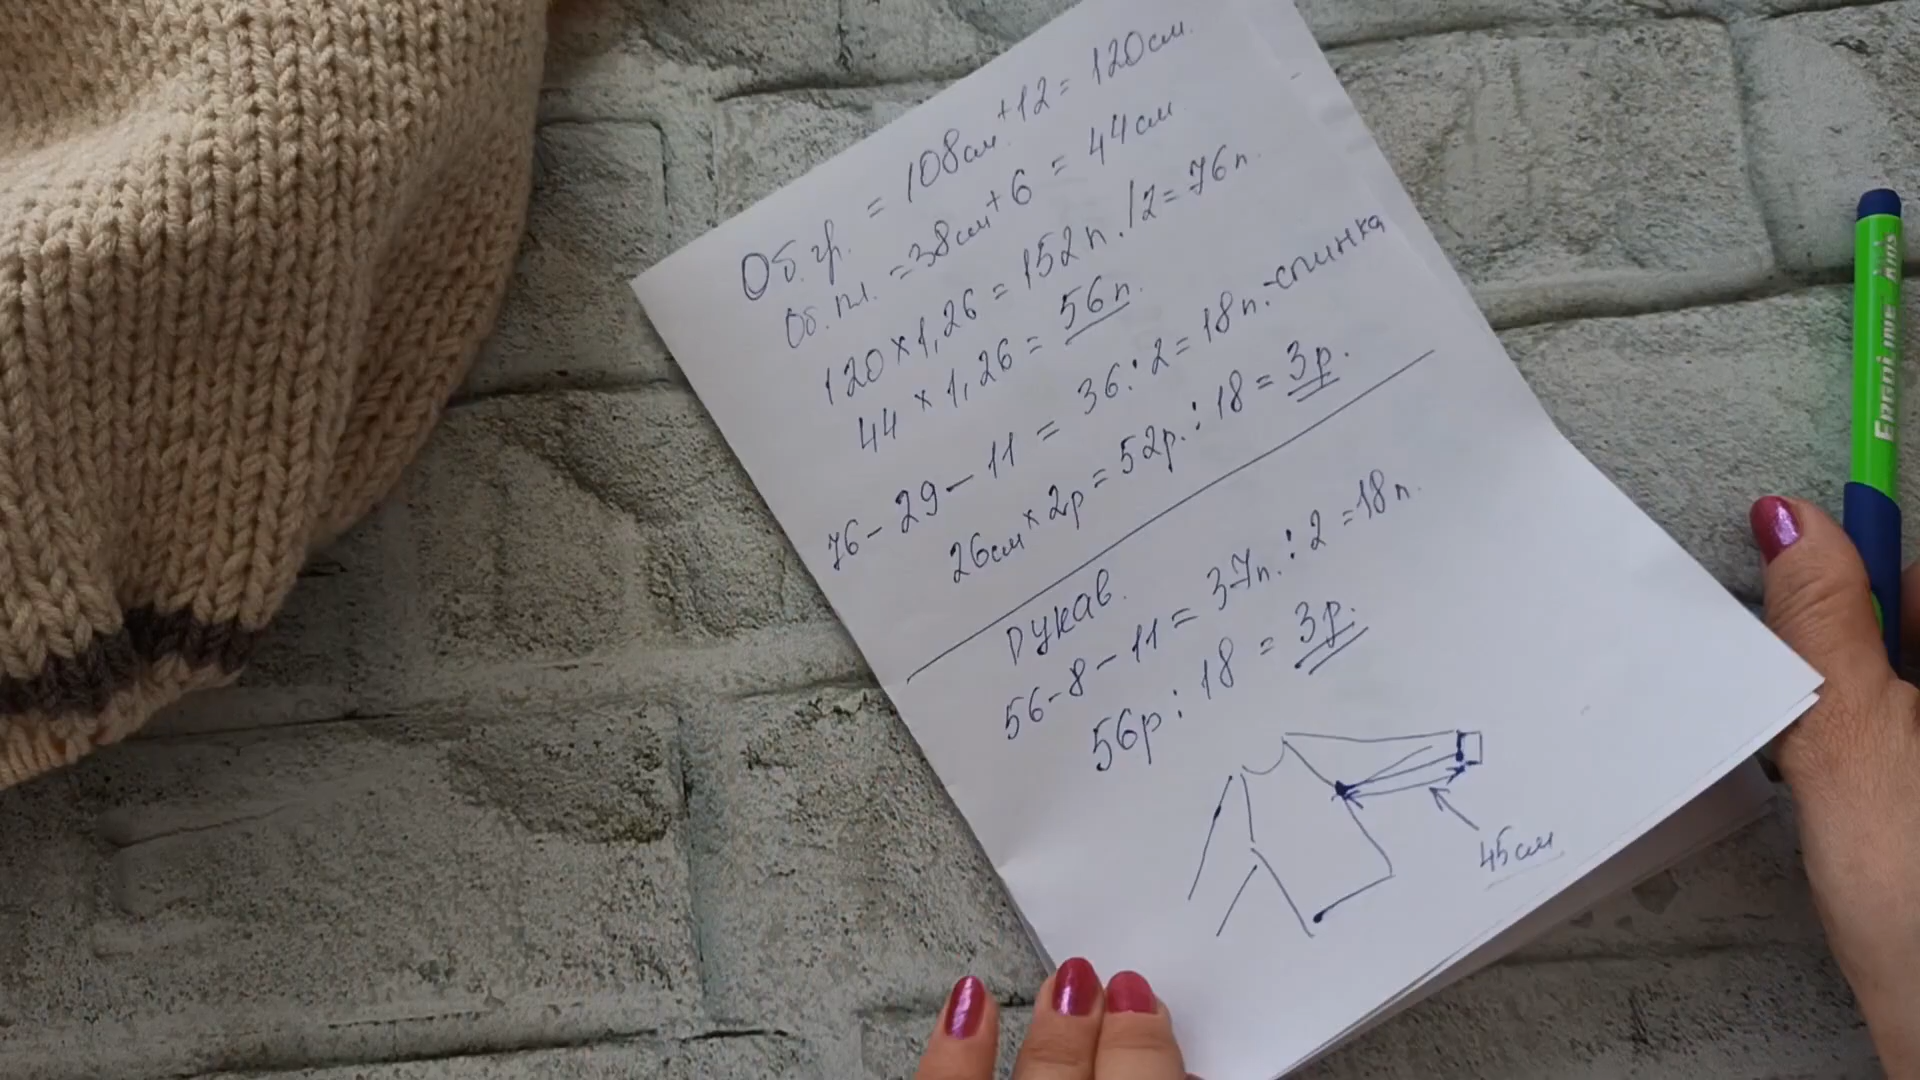 Об. гр. = 108см.+12 = 120см.
Об. пл. = 38см+6 = 44см
120×1,26 = 152п./2=76п.
44×1,26 = 56п.
76-29-11 = 36:2=18п.-спинка
26см×2р=52р.:18=3р.
Рукав.
56-8-11=37п.:2=18п.
56р:18=3р.
45см
EngoLine Kids